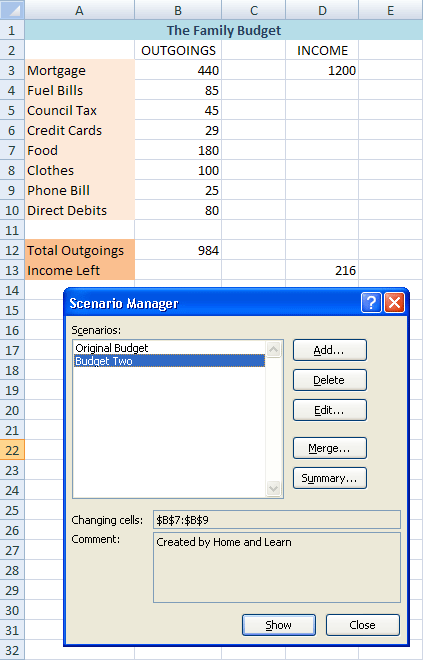 A B C D E
1 The Family Budget
2 OUTGOINGS INCOME
3 Mortgage 440 1200
4 Fuel Bills 85
5 Council Tax 45
6 Credit Cards 29
7 Food 180
8 Clothes 100
9 Phone Bill 25
10 Direct Debits 80
11
12 Total Outgoings 984
13 Income Left 216
14
15
16
17
18
19
20
21
22
23
24
25
26
27
28
29
30
31
32
Scenario Manager
Scenarios:
Original Budget
Budget Two
Add...
Delete
Edit...
Merge...
Summary...
Changing cells: $B$7:$B$9
Comment: Created by Home and Learn
Show Close